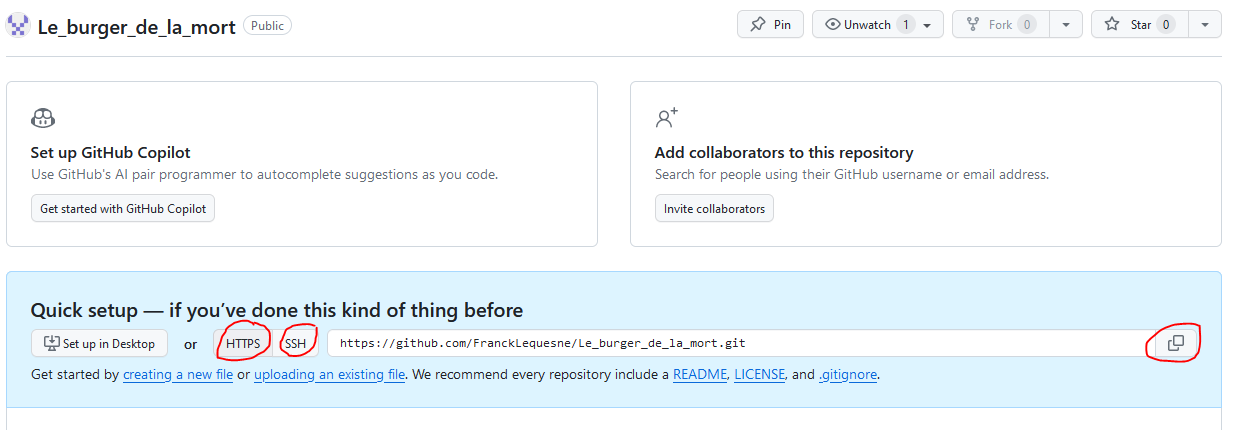 Le_burger_de_la_mort Public Pin Unwatch 1 Fork 0 Star 0
Set up GitHub Copilot
Use GitHub's AI pair programmer to autocomplete suggestions as you code.
Get started with GitHub Copilot
Add collaborators to this repository
Search for people using their GitHub username or email address.
Invite collaborators
Quick setup — if you've done this kind of thing before
Set up in Desktop or HTTPS SSH https://github.com/FranckLequesne/Le_burger_de_la_mort.git
Get started by creating a new file or uploading an existing file. We recommend every repository include a README, LICENSE, and .gitignore.